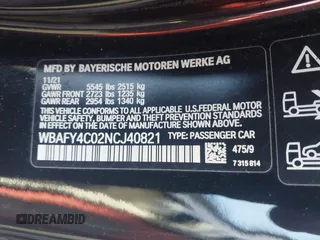 MFD BY BAYERISCHE MOTOREN WERKE AG
11/21
GVWR 5545 lbs 2515 kg
GAWR FRONT 2723 lbs 1235 kg
GAWR REAR 2954 lbs 1340 kg
THIS VEHICLE CONFORMS TO ALL APPLICABLE
U.S. FEDERAL MOTOR VEHICLE SAFETY, BUMPER,
AND THEFT PREVENTION STANDARDS IN EFFECT
ON THE DATE OF MANUFACTURE SHOWN ABOVE.
WBAFY4C02NCJ40821 TYPE: PASSENGER CAR
475/9
7 315 814
DREAMBID